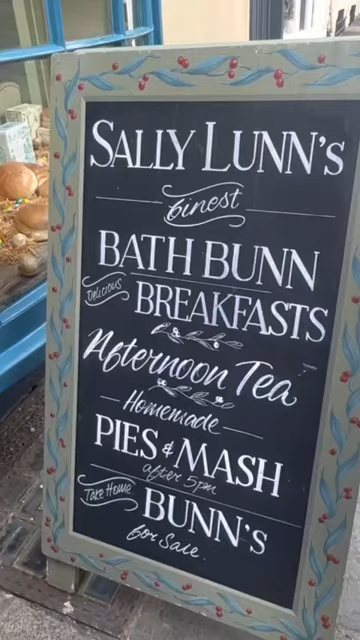 SALLY LUNN'S
finest
BATH BUNN
Delicious BREAKFASTS
Afternoon Tea
Homemade
PIES & MASH
after 5pm
Take Home BUNN'S
for Sale.